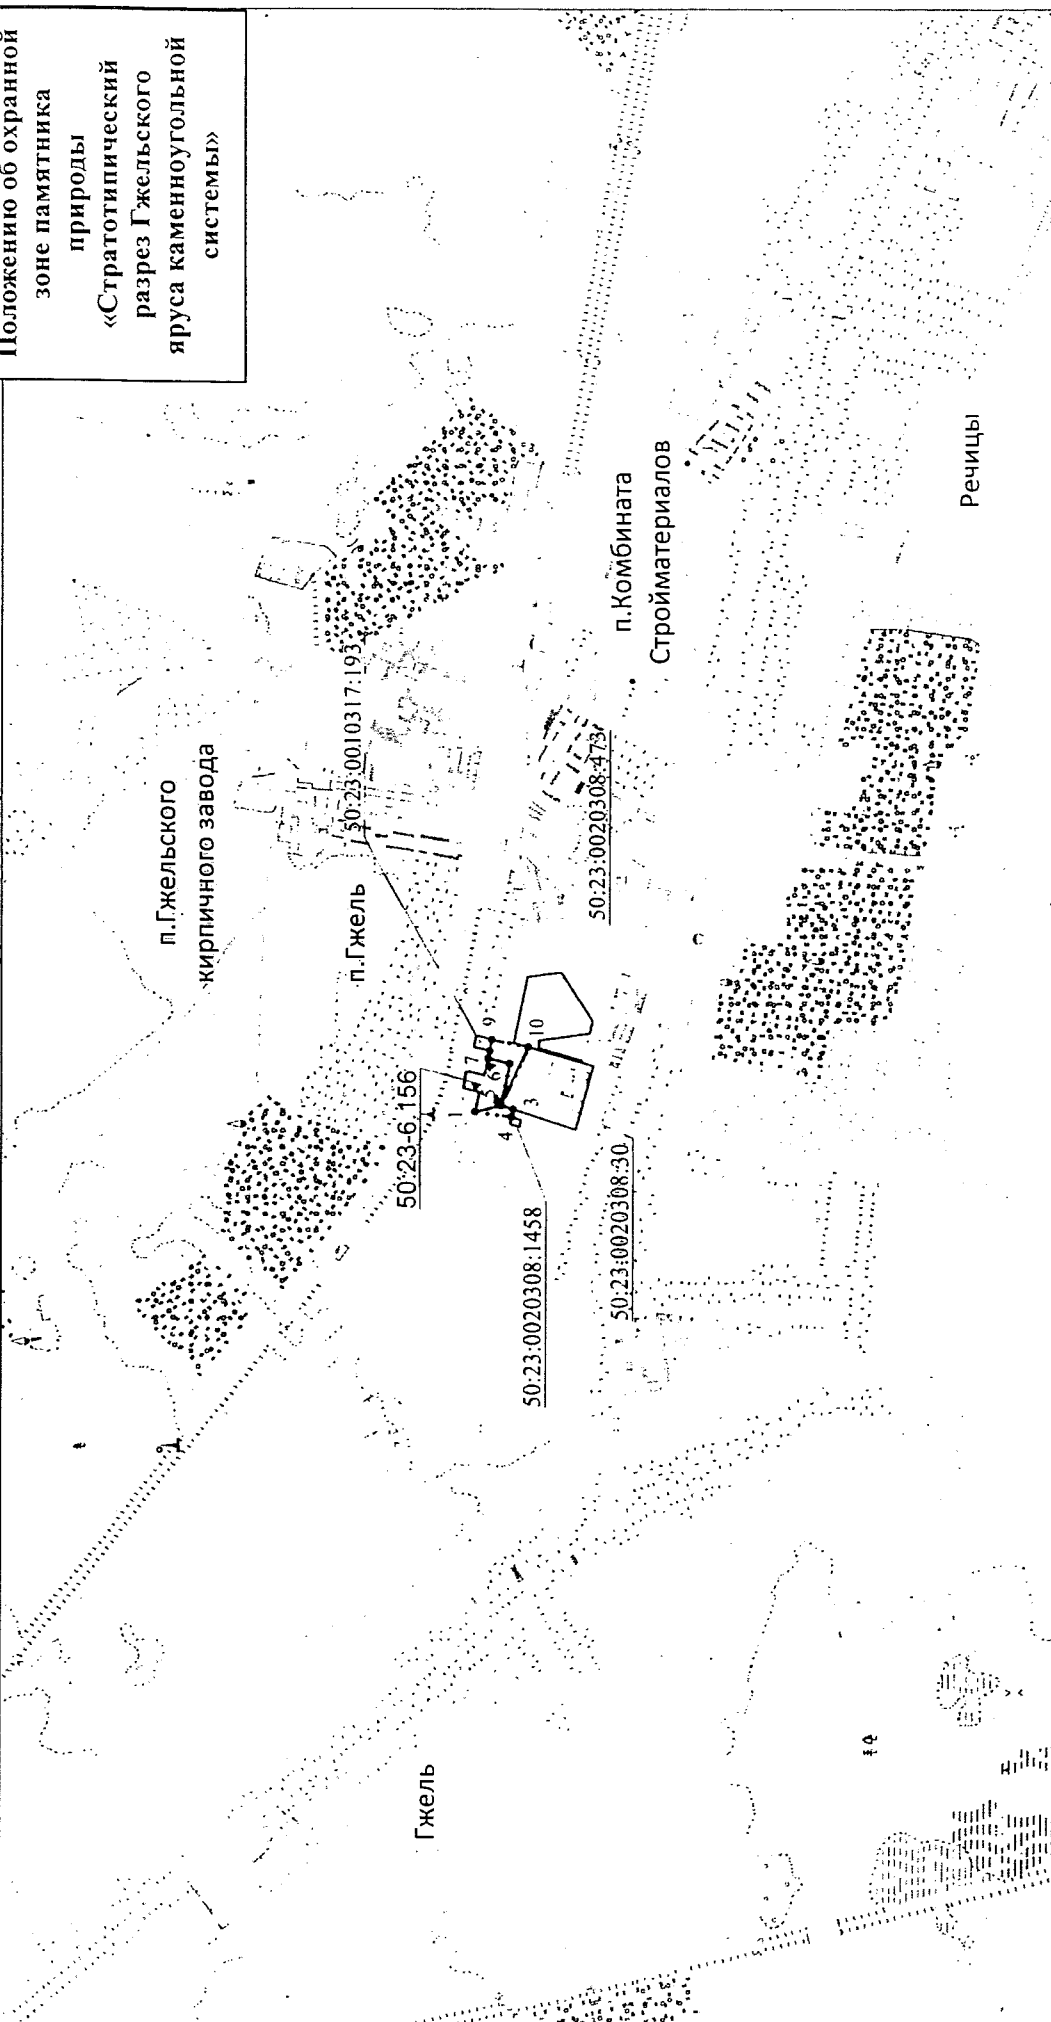 Положению об охранной
зоне памятника
природы
«Стратотипический
разрез Гжельского
яруса каменноугольной
системы»
п.Гжельского
кирпичного завода
п.Гжель
50:23:0010317:193
50:23-6.156
1
5
6
7
9
10
3
4
50:23:0020308:473
п.Комбината
Стройматериалов
50:23:0020308:1458
50:23:0020308:30
Речицы
Гжель